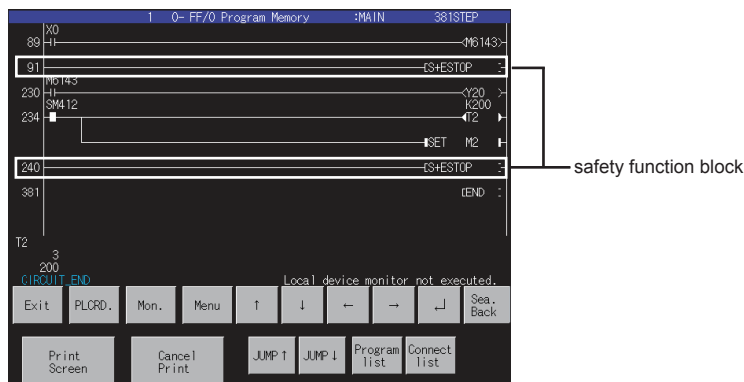 1 0- FF/0 Program Memory :MAIN 381STEP
X0
89 <M6143>
91 [S+ESTOP ]
M6143
230 <Y20 >
SM412 K200
234 T2
SET M2
240 [S+ESTOP ]
381 [END ]
T2
3
200
CIRCUIT_END Local device monitor not executed.
Exit PLCRD. Mon. Menu ↑ ↓ ← → ↵ Sea. Back
Print Screen Cancel Print JUMP↑ JUMP↓ Program list Connect list
safety function block